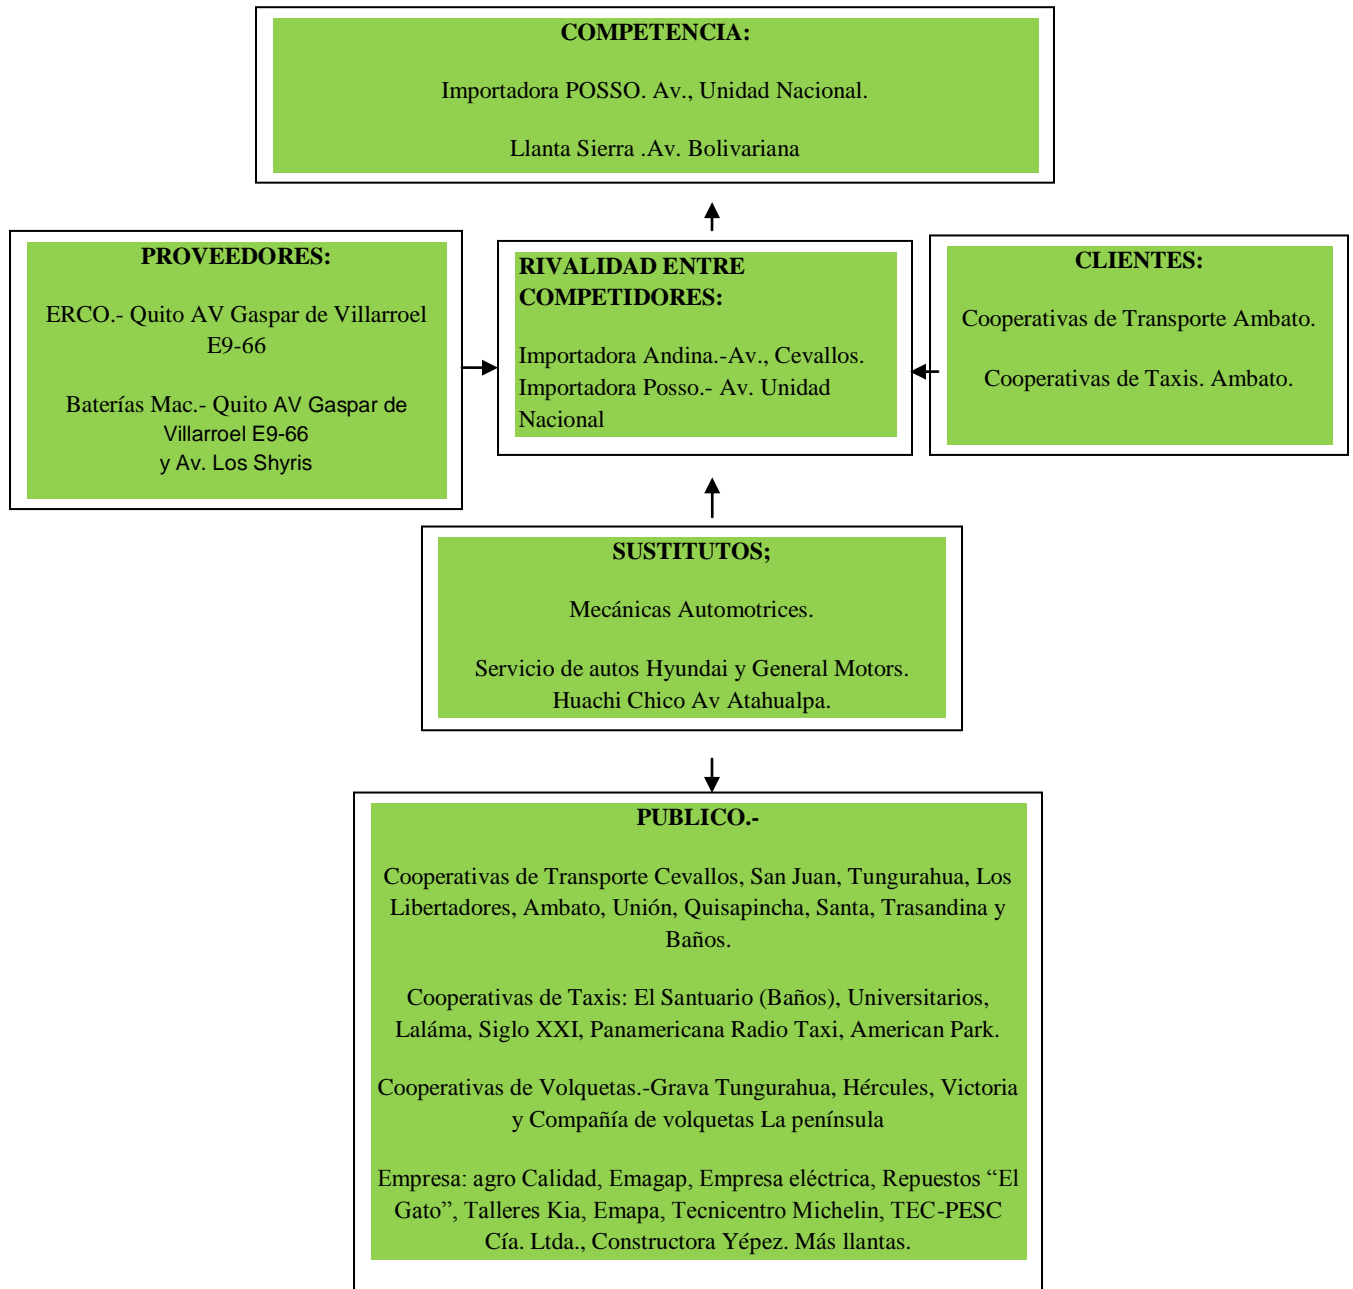 COMPETENCIA:
Importadora POSSO. Av., Unidad Nacional.
Llanta Sierra .Av. Bolivariana
PROVEEDORES:
ERCO.- Quito AV Gaspar de Villarroel
E9-66
Baterías Mac.- Quito AV Gaspar de
Villarroel E9-66
y Av. Los Shyris
RIVALIDAD ENTRE
COMPETIDORES:
Importadora Andina.-Av., Cevallos.
Importadora Posso.- Av. Unidad
Nacional
CLIENTES:
Cooperativas de Transporte Ambato.
Cooperativas de Taxis. Ambato.
SUSTITUTOS;
Mecánicas Automotrices.
Servicio de autos Hyundai y General Motors.
Huachi Chico Av Atahualpa.
PUBLICO.-
Cooperativas de Transporte Cevallos, San Juan, Tungurahua, Los
Libertadores, Ambato, Unión, Quisapincha, Santa, Trasandina y
Baños.
Cooperativas de Taxis: El Santuario (Baños), Universitarios,
Laláma, Siglo XXI, Panamericana Radio Taxi, American Park.
Cooperativas de Volquetas.-Grava Tungurahua, Hércules, Victoria
y Compañía de volquetas La península
Empresa: agro Calidad, Emagap, Empresa eléctrica, Repuestos “El
Gato”, Talleres Kia, Emapa, Tecnicentro Michelin, TEC-PESC
Cía. Ltda., Constructora Yépez. Más llantas.